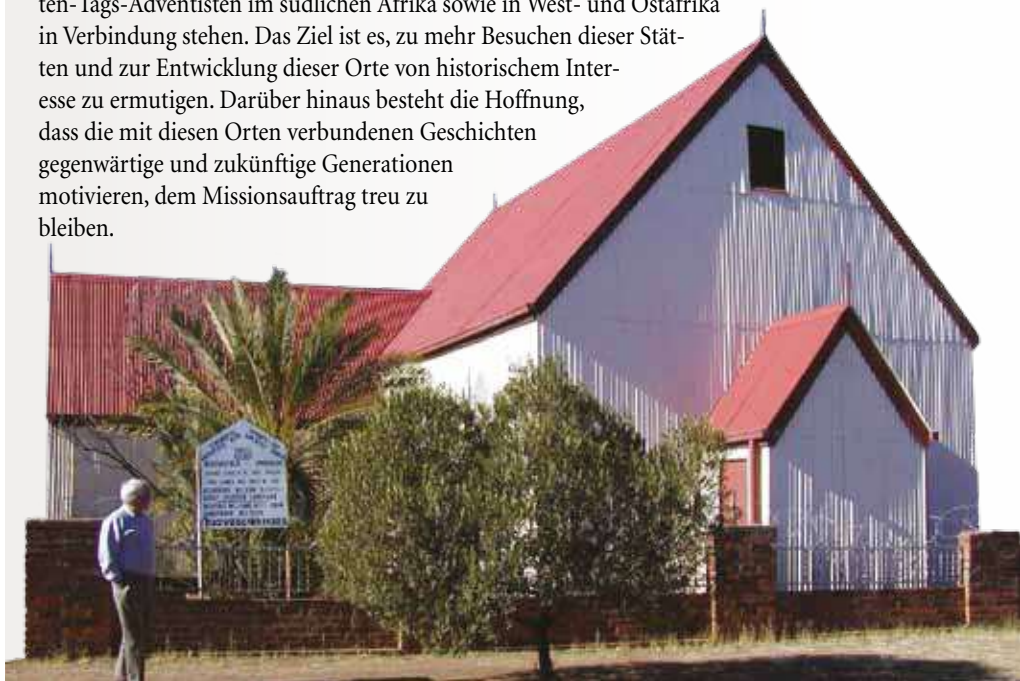 ten-Tags-Adventisten im südlichen Afrika sowie in West- und Ostafrika
in Verbindung stehen. Das Ziel ist es, zu mehr Besuchen dieser Stät-
ten und zur Entwicklung dieser Orte von historischem Inter-
esse zu ermutigen. Darüber hinaus besteht die Hoffnung,
dass die mit diesen Orten verbundenen Geschichten
gegenwärtige und zukünftige Generationen
motivieren, dem Missionsauftrag treu zu
bleiben.